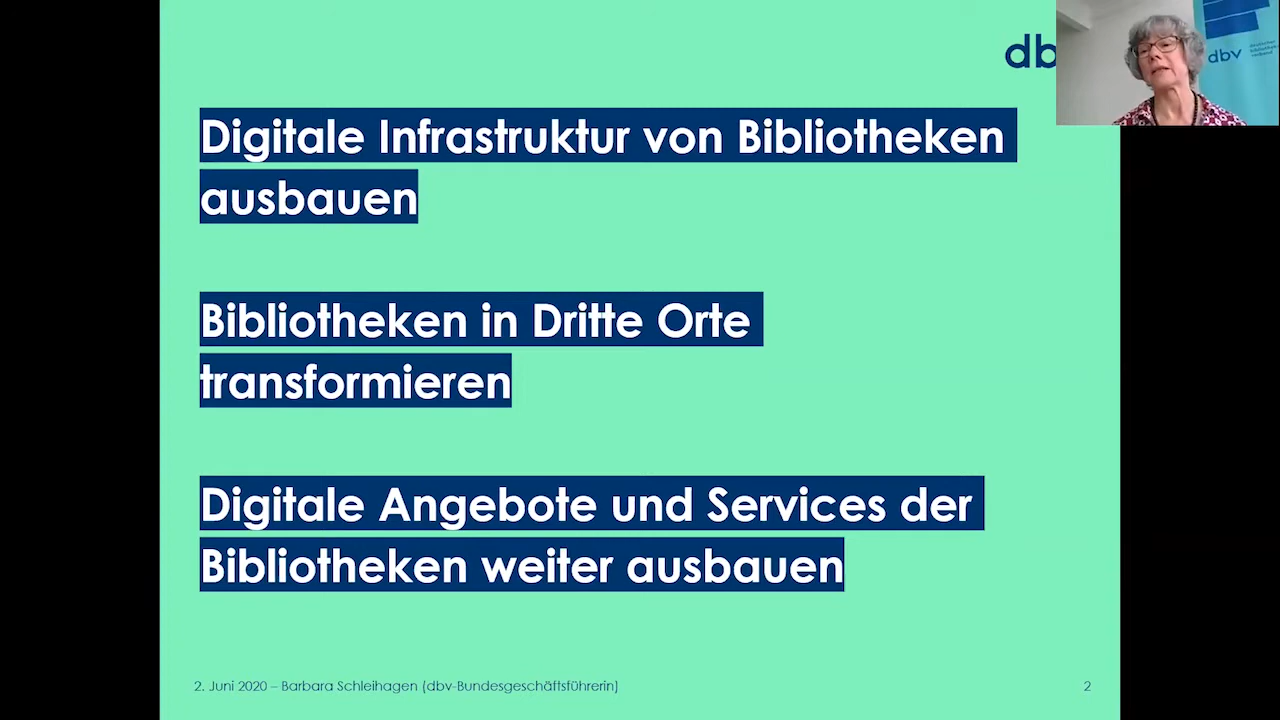 Digitale Infrastruktur von Bibliotheken
ausbauen
Bibliotheken in Dritte Orte
transformieren
Digitale Angebote und Services der
Bibliotheken weiter ausbauen
2. Juni 2020 – Barbara Schleihagen (dbv-Bundesgeschäftsführerin)
2
dbv